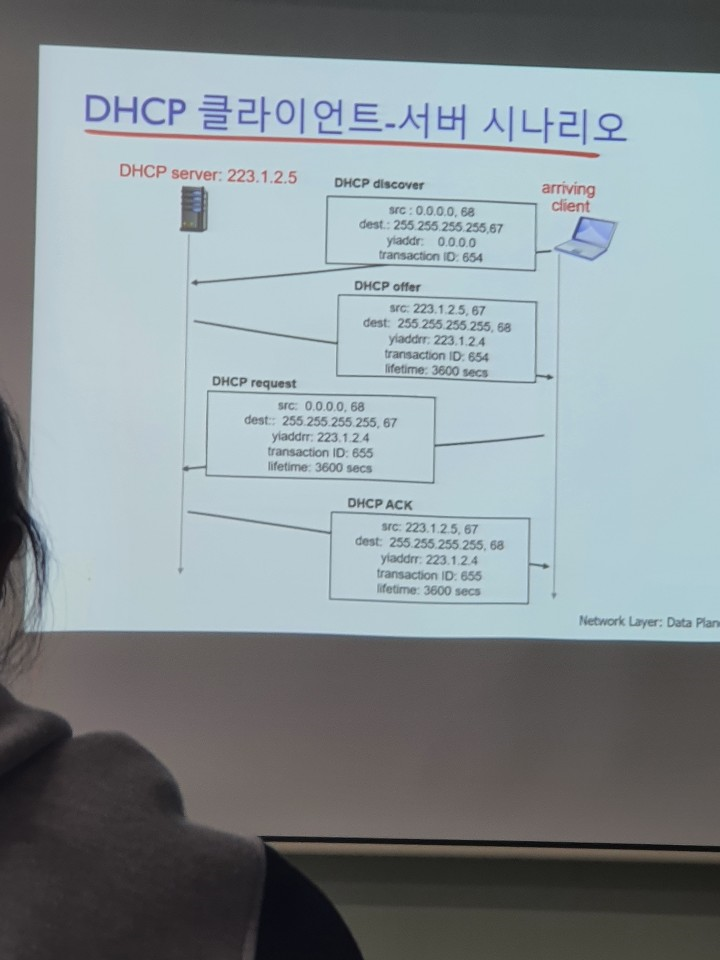 DHCP 클라이언트-서버 시나리오
DHCP server: 223.1.2.5
arriving
client
DHCP discover
src : 0.0.0.0, 68
dest.: 255.255.255.255,67
yiaddr: 0.0.0.0
transaction ID: 654
DHCP offer
src: 223.1.2.5, 67
dest: 255.255.255.255, 68
yiaddrr: 223.1.2.4
transaction ID: 654
lifetime: 3600 secs
DHCP request
src: 0.0.0.0, 68
dest:: 255.255.255.255, 67
yiaddrr: 223.1.2.4
transaction ID: 655
lifetime: 3600 secs
DHCP ACK
src: 223.1.2.5, 67
dest: 255.255.255.255, 68
yiaddrr: 223.1.2.4
transaction ID: 655
lifetime: 3600 secs
Network Layer: Data Plan